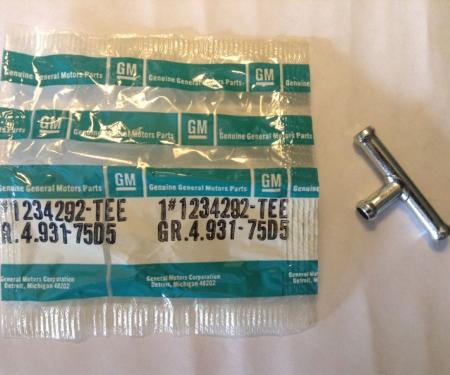 Genuine General Motors Parts GM Genuine General Motors Parts GM
GM Genuine General Motors Parts GM Genuine General Motors Parts
Genuine General Motors Parts GM Genuine General Motors Parts GM
1234292-TEE 1#1234292-TEE
R.4.931-75D5 GR.4.931-75D5
General Motors Corporation General Motors Corporation
Detroit, Michigan 48202 Detroit, Michigan 48202